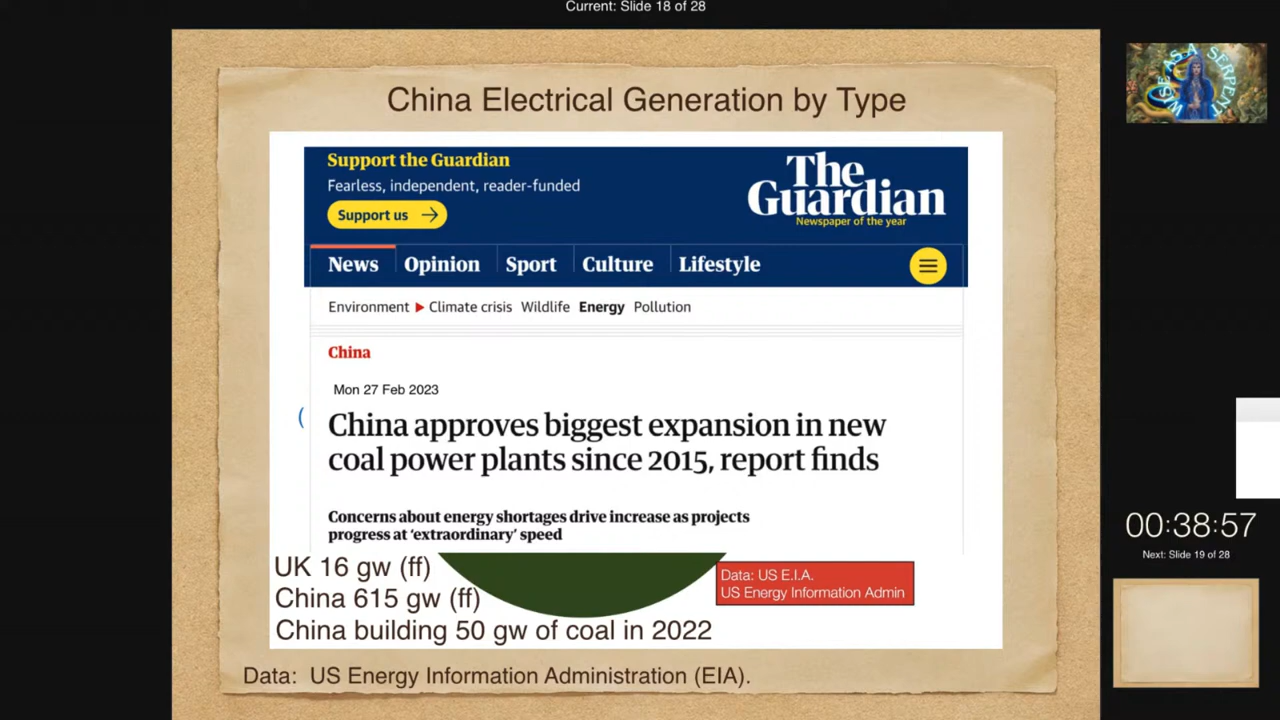 Current: Slide 18 of 28
China Electrical Generation by Type
Support the Guardian
Fearless, independent, reader-funded
Support us →
The
Guardian
Newspaper of the year
News Opinion Sport Culture Lifestyle
Environment ▶ Climate crisis Wildlife Energy Pollution
China
Mon 27 Feb 2023
(
China approves biggest expansion in new
coal power plants since 2015, report finds
Concerns about energy shortages drive increase as projects
progress at ‘extraordinary’ speed
UK 16 gw (ff)
China 615 gw (ff)
China building 50 gw of coal in 2022
Data: US E.I.A.
US Energy Information Admin
Data: US Energy Information Administration (EIA).
WISE AS A SERPENT
00:38:57
Next: Slide 19 of 28